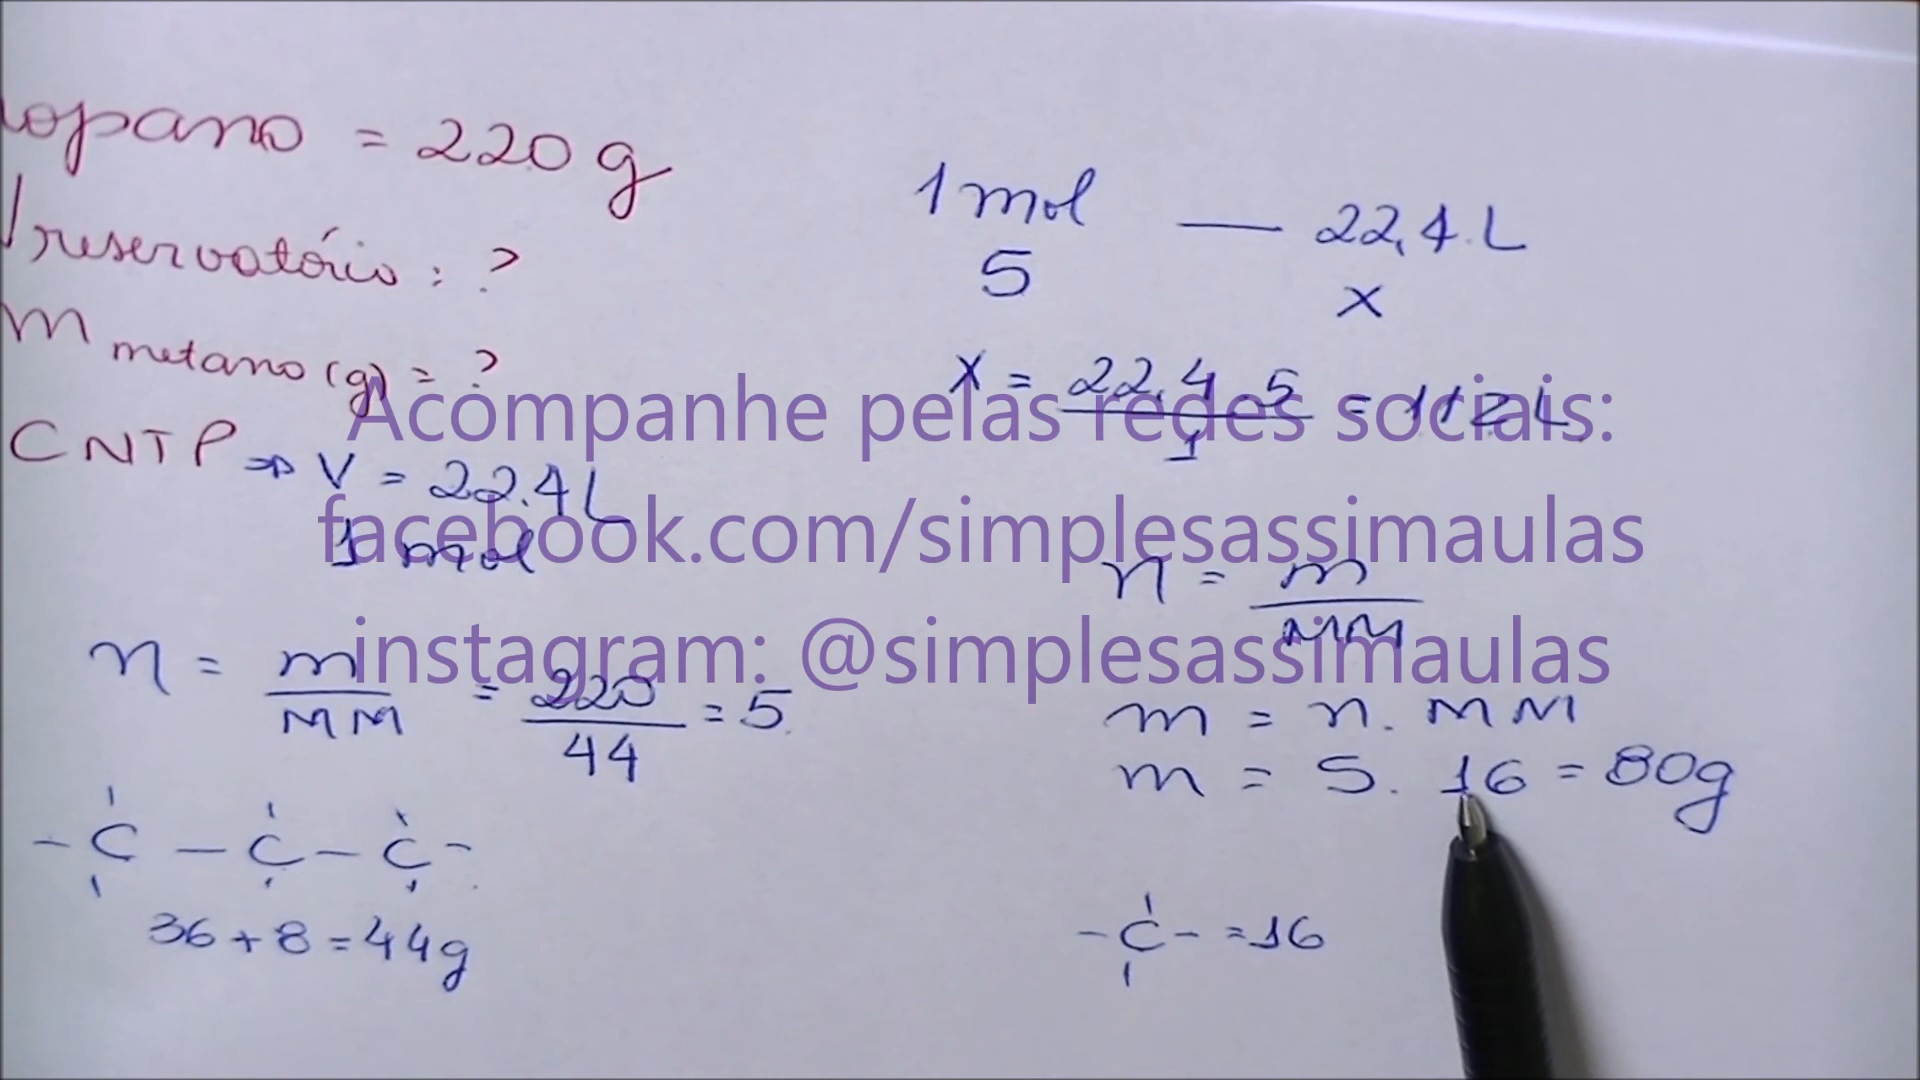 lopano = 220 g
Vreservatório : ?
m metano (g) = ?
CNTP => V = 22,4 L
1 mol
n = m / MM = 220 / 44 = 5
- C - C - C -
36 + 8 = 44g
1 mol — 22,4 L
5 x
x = 22,4 . 5 / 1 = 112 L
n = m / MM
m = n . MM
m = 5 . 16 = 80g
- C - = 16
Acompanhe pelas redes sociais:
facebook.com/simplesassimaulas
instagram: @simplesassimaulas